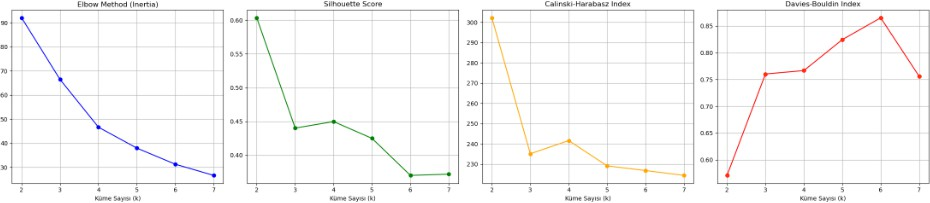 Elbow Method (Inertia)
90
80
70
60
50
40
30
2 3 4 5 6 7
Küme Sayısı (k)
Silhouette Score
0.60
0.55
0.50
0.45
0.40
2 3 4 5 6 7
Küme Sayısı (k)
Calinski-Harabasz Index
300
290
280
270
260
250
240
230
2 3 4 5 6 7
Küme Sayısı (k)
Davies-Bouldin Index
0.85
0.80
0.75
0.70
0.65
0.60
2 3 4 5 6 7
Küme Sayısı (k)